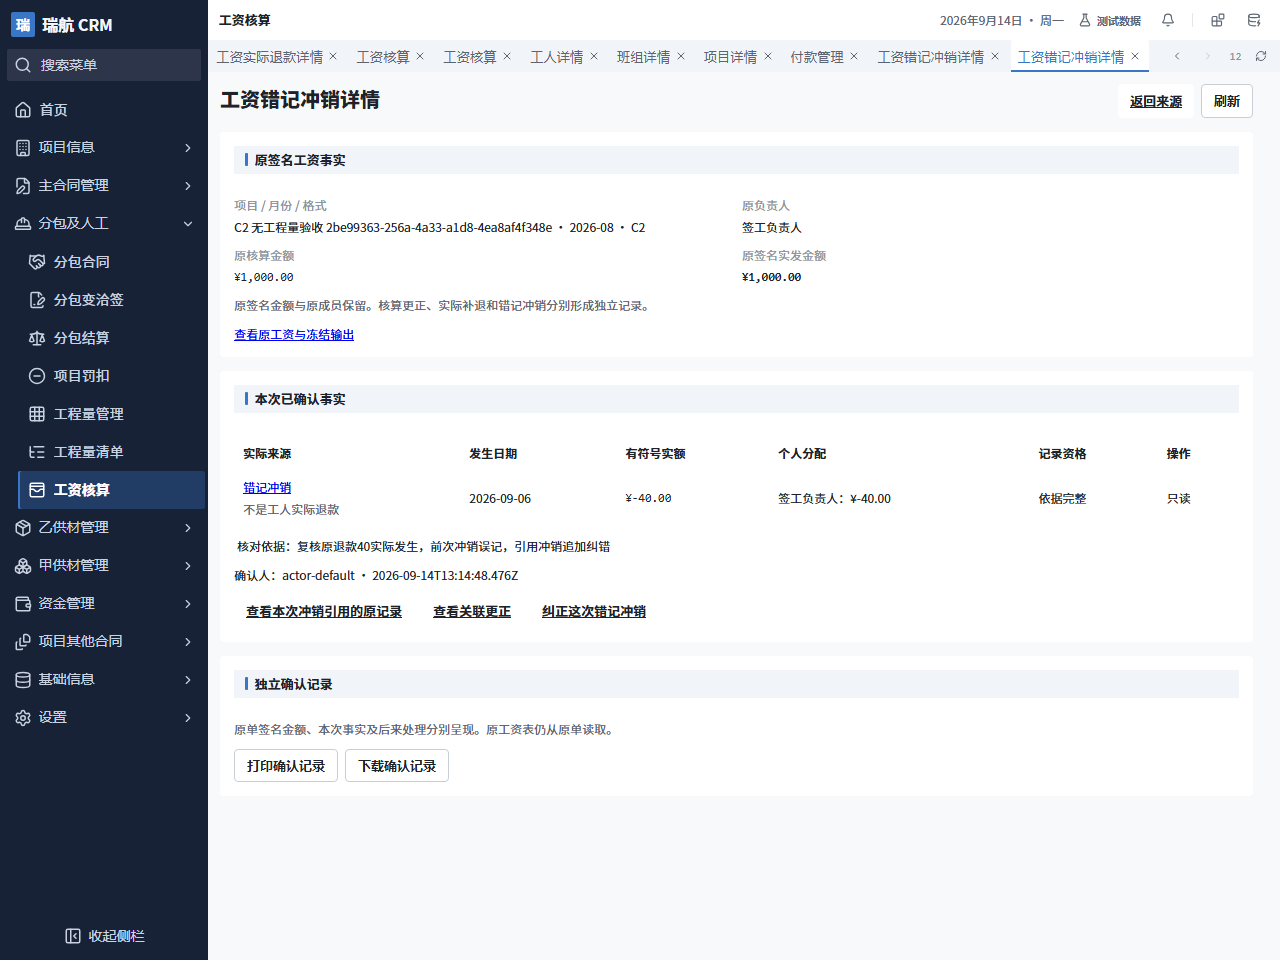 瑞 瑞航 CRM
搜索菜单
首页
项目信息
主合同管理
分包及人工
分包合同
分包变洽签
分包结算
项目罚扣
工程量管理
工程量清单
工资核算
乙供材管理
甲供材管理
资金管理
项目其他合同
基础信息
设置
收起侧栏
工资核算 2026年9月14日 • 周一 测试数据
工资实际退款详情 工资核算 工资核算 工人详情 班组详情 项目详情 付款管理 工资错记冲销详情 工资错记冲销详情 12
工资错记冲销详情 返回来源 刷新
原签名工资事实
项目 / 月份 / 格式 原负责人
C2 无工程量验收 2be99363-256a-4a33-a1d8-4ea8af4f348e • 2026-08 • C2 签工负责人
原核算金额 原签名实发金额
¥1,000.00 ¥1,000.00
原签名金额与原成员保留。核算更正、实际补退和错记冲销分别形成独立记录。
查看原工资与冻结输出
本次已确认事实
实际来源 发生日期 有符号实额 个人分配 记录资格 操作
错记冲销 2026-09-06 ¥-40.00 签工负责人：¥-40.00 依据完整 只读
不是工人实际退款
核对依据：复核原退款40实际发生，前次冲销误记，引用冲销追加纠错
确认人：actor-default • 2026-09-14T13:14:48.476Z
查看本次冲销引用的原记录 查看关联更正 纠正这次错记冲销
独立确认记录
原单签名金额、本次事实及后来处理分别呈现。原工资表仍从原单读取。
打印确认记录 下载确认记录